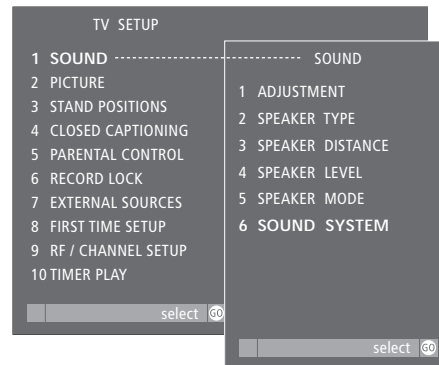 TV SETUP
1 SOUND
2 PICTURE
3 STAND POSITIONS
4 CLOSED CAPTIONING
5 PARENTAL CONTROL
6 RECORD LOCK
7 EXTERNAL SOURCES
8 FIRST TIME SETUP
9 RF / CHANNEL SETUP
10 TIMER PLAY
select GO
SOUND
1 ADJUSTMENT
2 SPEAKER TYPE
3 SPEAKER DISTANCE
4 SPEAKER LEVEL
5 SPEAKER MODE
6 SOUND SYSTEM
select GO